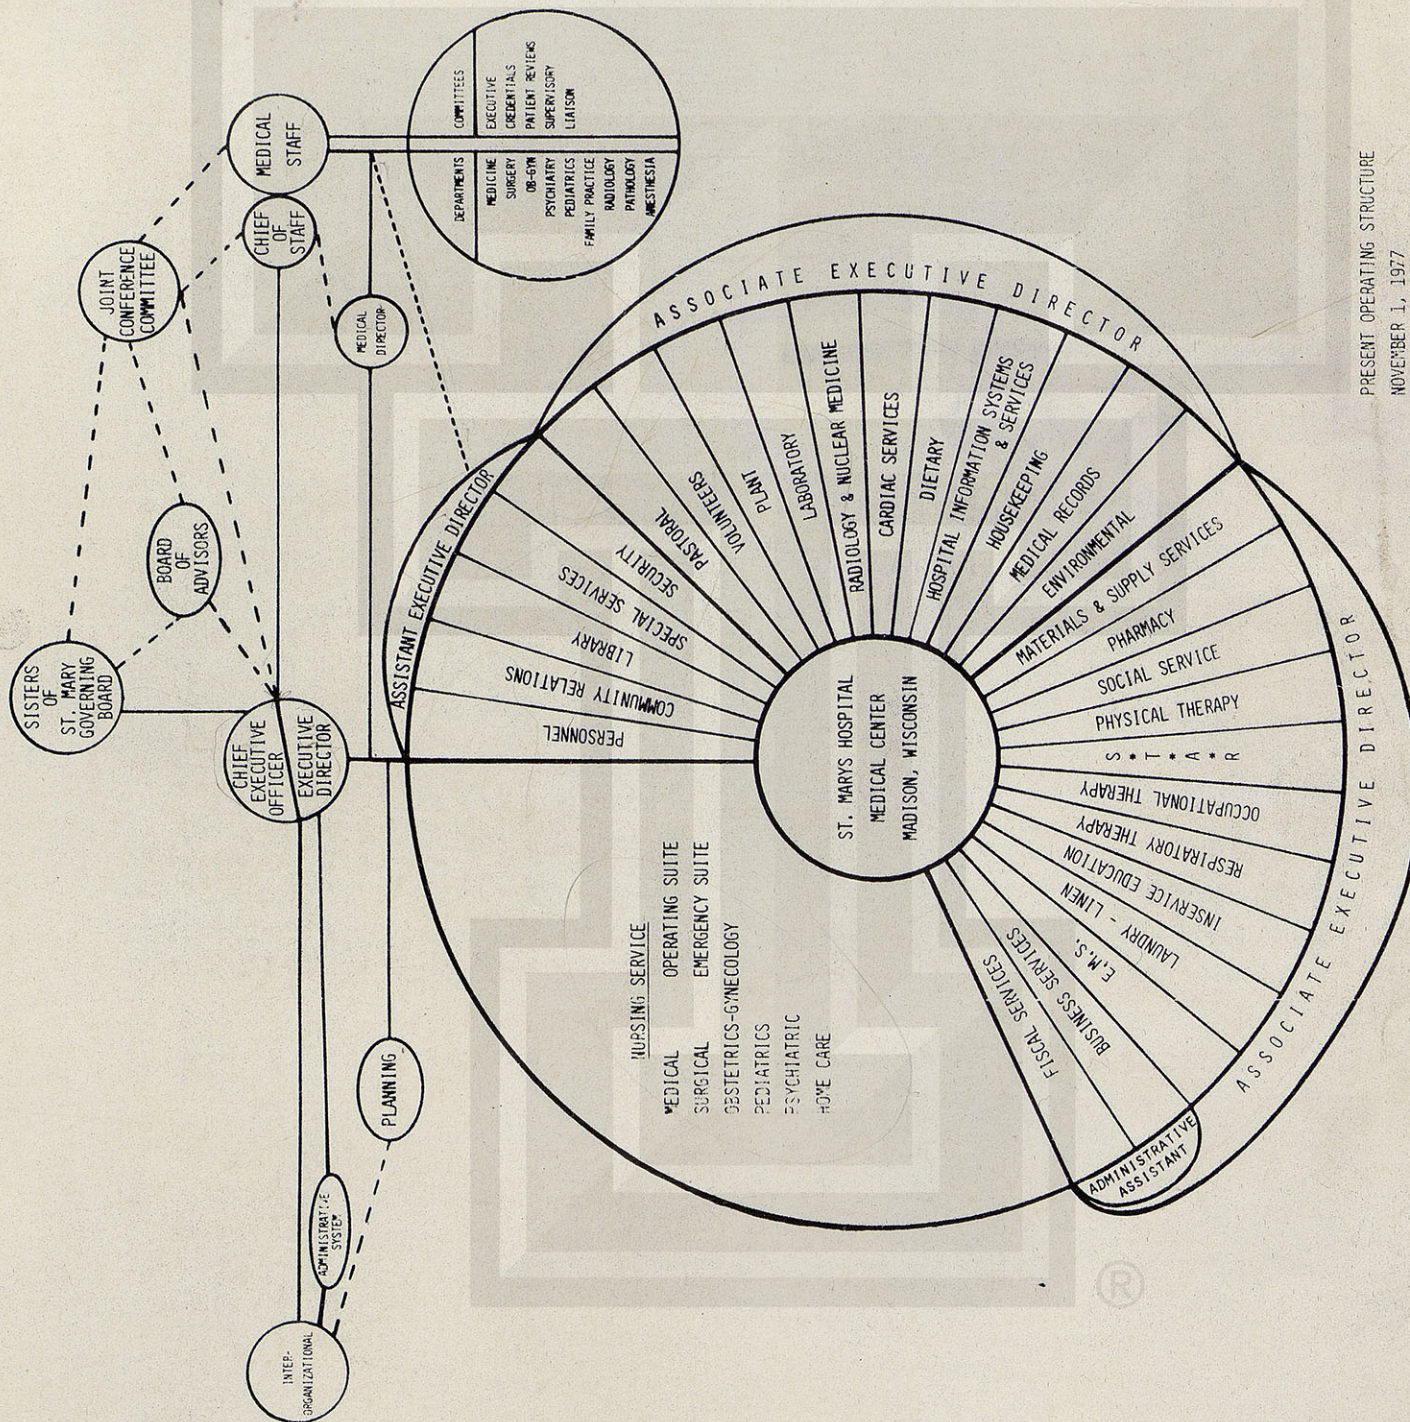 SISTERS
OF
ST. MARY
GOVERNING
BOARD
JOINT
CONFERENCE
COMMITTEE
BOARD
OF
ADVISORS
MEDICAL
STAFF
CHIEF
OF
STAFF
CHIEF
EXECUTIVE
OFFICER
EXECUTIVE
DIRECTOR
MEDICAL
DIRECTOR
INTER-
ORGANIZATIONAL
ADMINISTRATIVE
SYSTEM
PLANNING
DEPARTMENTS
MEDICINE
SURGERY
OB-GYN
PSYCHIATRY
PEDIATRICS
FAMILY PRACTICE
RADIOLOGY
PATHOLOGY
ANESTHESIA
COMMITTEES
EXECUTIVE
CREDENTIALS
PATIENT REVIEWS
SUPERVISORY
LIAISON
ASSISTANT EXECUTIVE DIRECTOR
PERSONNEL
COMMUNITY RELATIONS
LIBRARY
SPECIAL SERVICES
SECURITY
ASSOCIATE EXECUTIVE DIRECTOR
PASTORAL
VOLUNTEERS
PLANT
LABORATORY
RADIOLOGY & NUCLEAR MEDICINE
CARDIAC SERVICES
DIETARY
HOSPITAL INFORMATION SYSTEMS
& SERVICES
HOUSEKEEPING
MEDICAL RECORDS
ENVIRONMENTAL
ASSOCIATE EXECUTIVE DIRECTOR
MATERIALS & SUPPLY SERVICES
PHARMACY
SOCIAL SERVICE
PHYSICAL THERAPY
S * T * A * R
OCCUPATIONAL THERAPY
RESPIRATORY THERAPY
INSERVICE EDUCATION
LAUNDRY - LINEN
E.M.S.
BUSINESS SERVICES
FISCAL SERVICES
ADMINISTRATIVE
ASSISTANT
NURSING SERVICE
MEDICAL OPERATING SUITE
SURGICAL EMERGENCY SUITE
OBSTETRICS-GYNECOLOGY
PEDIATRICS
PSYCHIATRIC
HOME CARE
ST. MARYS HOSPITAL
MEDICAL CENTER
MADISON, WISCONSIN
PRESENT OPERATING STRUCTURE
NOVEMBER 1, 1977
®